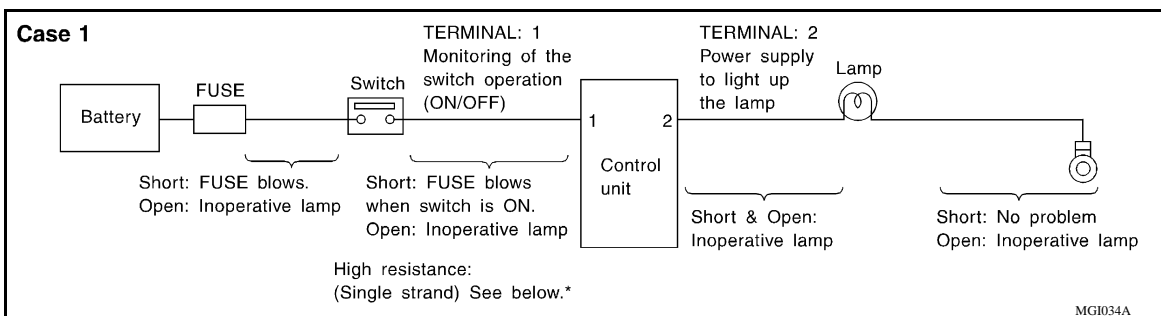 Case 1
TERMINAL: 1
Monitoring of the
switch operation
(ON/OFF)
TERMINAL: 2
Power supply
to light up
the lamp
Battery
FUSE
Switch
1
2
Control
unit
Lamp
Short: FUSE blows.
Open: Inoperative lamp
Short: FUSE blows
when switch is ON.
Open: Inoperative lamp
Short & Open:
Inoperative lamp
Short: No problem
Open: Inoperative lamp
High resistance:
(Single strand) See below.*
MGI034A